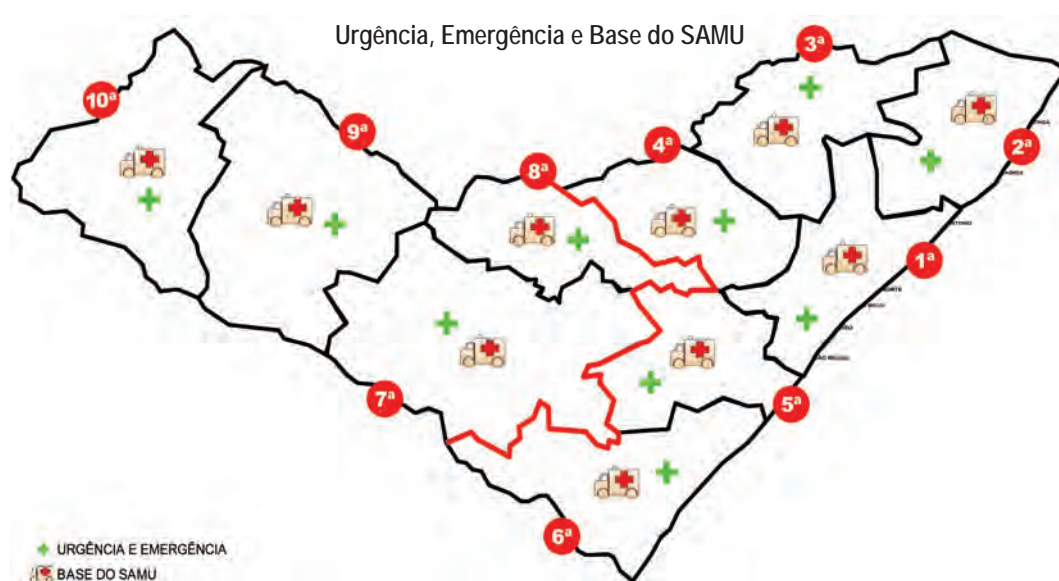 Urgência, Emergência e Base do SAMU
3ª
10ª
9ª
4ª
2ª
8ª
1ª
7ª
5ª
6ª
URGÊNCIA E EMERGÊNCIA
BASE DO SAMU